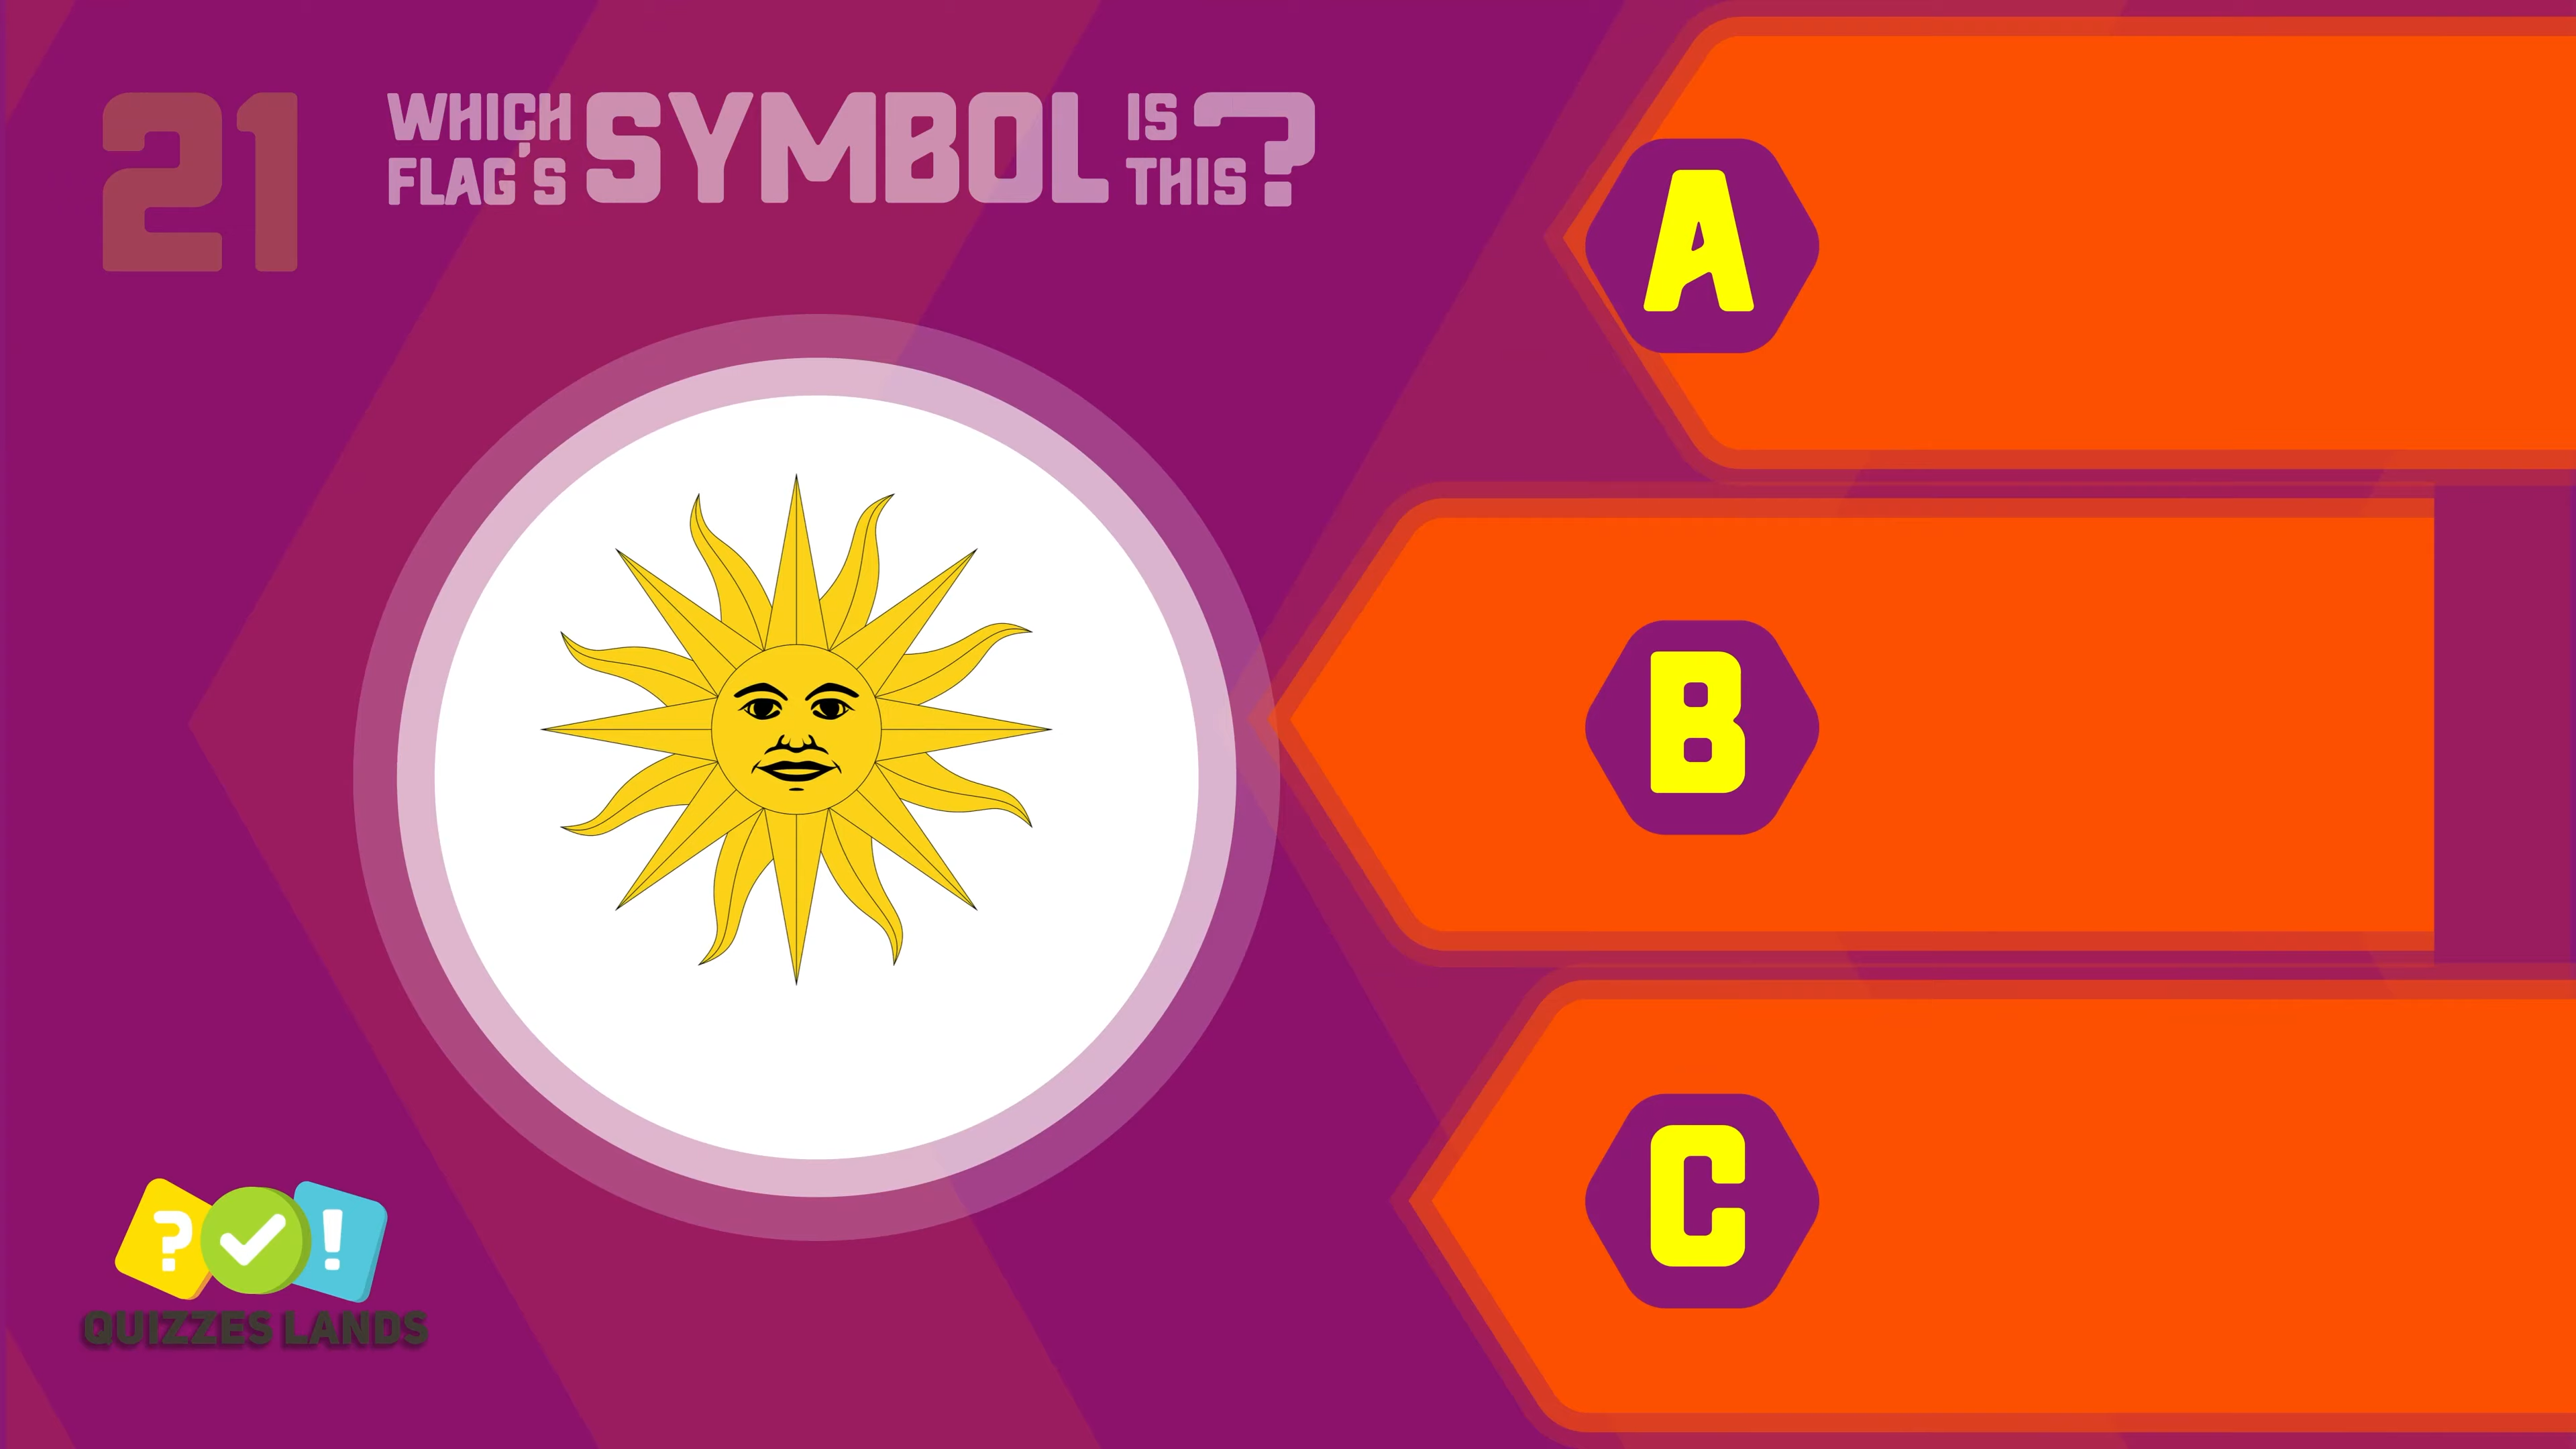 21
WHICH FLAG'S SYMBOL IS THIS?
A
B
C
? !
QUIZZES LANDS